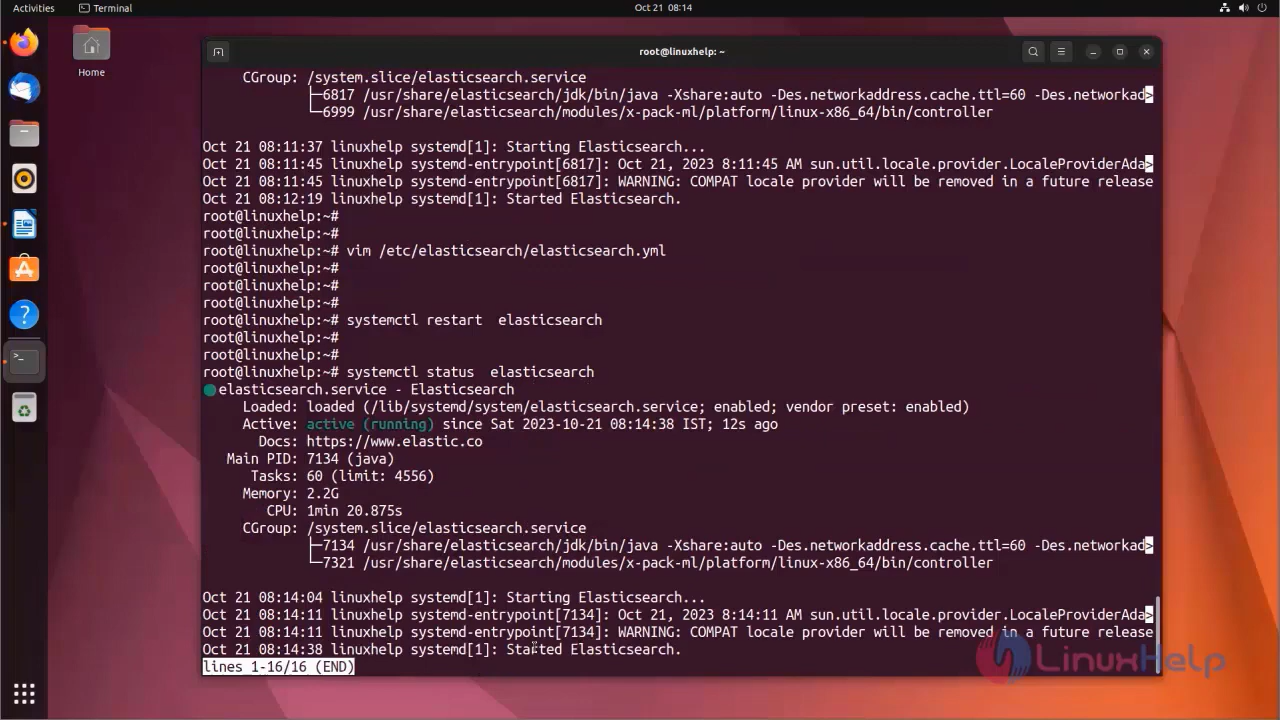 Activities Terminal Oct 21 08:14
Home
root@linuxhelp: ~
CGroup: /system.slice/elasticsearch.service
├─6817 /usr/share/elasticsearch/jdk/bin/java -Xshare:auto -Des.networkaddress.cache.ttl=60 -Des.networkad>
└─6999 /usr/share/elasticsearch/modules/x-pack-ml/platform/linux-x86_64/bin/controller
Oct 21 08:11:37 linuxhelp systemd[1]: Starting Elasticsearch...
Oct 21 08:11:45 linuxhelp systemd-entrypoint[6817]: Oct 21, 2023 8:11:45 AM sun.util.locale.provider.LocaleProviderAda>
Oct 21 08:11:45 linuxhelp systemd-entrypoint[6817]: WARNING: COMPAT locale provider will be removed in a future release
Oct 21 08:12:19 linuxhelp systemd[1]: Started Elasticsearch.
root@linuxhelp:~#
root@linuxhelp:~#
root@linuxhelp:~# vim /etc/elasticsearch/elasticsearch.yml
root@linuxhelp:~#
root@linuxhelp:~#
root@linuxhelp:~#
root@linuxhelp:~# systemctl restart  elasticsearch
root@linuxhelp:~#
root@linuxhelp:~#
root@linuxhelp:~# systemctl status  elasticsearch
● elasticsearch.service - Elasticsearch
Loaded: loaded (/lib/systemd/system/elasticsearch.service; enabled; vendor preset: enabled)
Active: active (running) since Sat 2023-10-21 08:14:38 IST; 12s ago
Docs: https://www.elastic.co
Main PID: 7134 (java)
Tasks: 60 (limit: 4556)
Memory: 2.2G
CPU: 1min 20.875s
CGroup: /system.slice/elasticsearch.service
├─7134 /usr/share/elasticsearch/jdk/bin/java -Xshare:auto -Des.networkaddress.cache.ttl=60 -Des.networkad>
└─7321 /usr/share/elasticsearch/modules/x-pack-ml/platform/linux-x86_64/bin/controller
Oct 21 08:14:04 linuxhelp systemd[1]: Starting Elasticsearch...
Oct 21 08:14:11 linuxhelp systemd-entrypoint[7134]: Oct 21, 2023 8:14:11 AM sun.util.locale.provider.LocaleProviderAda>
Oct 21 08:14:11 linuxhelp systemd-entrypoint[7134]: WARNING: COMPAT locale provider will be removed in a future release
Oct 21 08:14:38 linuxhelp systemd[1]: Started Elasticsearch.
lines 1-16/16 (END)
LinuxHelp